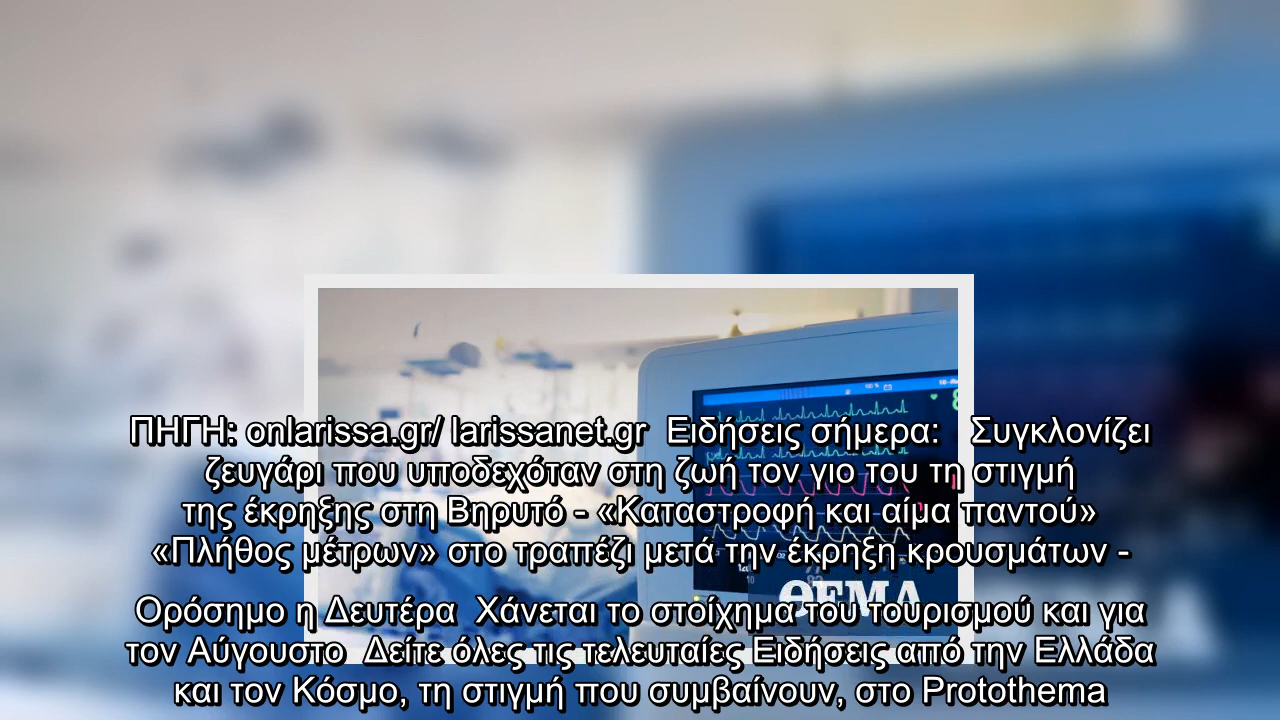 ΠΗΓΗ: onlarissa.gr/ larissanet.gr  Ειδήσεις σήμερα:   Συγκλονίζει
ζευγάρι που υποδεχόταν στη ζωή τον γιο του τη στιγμή
της έκρηξης στη Βηρυτό - «Καταστροφή και αίμα παντού»
«Πλήθος μέτρων» στο τραπέζι μετά την έκρηξη κρουσμάτων -
ΘΕΜΑ
Ορόσημο η Δευτέρα  Χάνεται το στοίχημα του τουρισμού και για
τον Αύγουστο  Δείτε όλες τις τελευταίες Ειδήσεις από την Ελλάδα
και τον Κόσμο, τη στιγμή που συμβαίνουν, στο Protothema